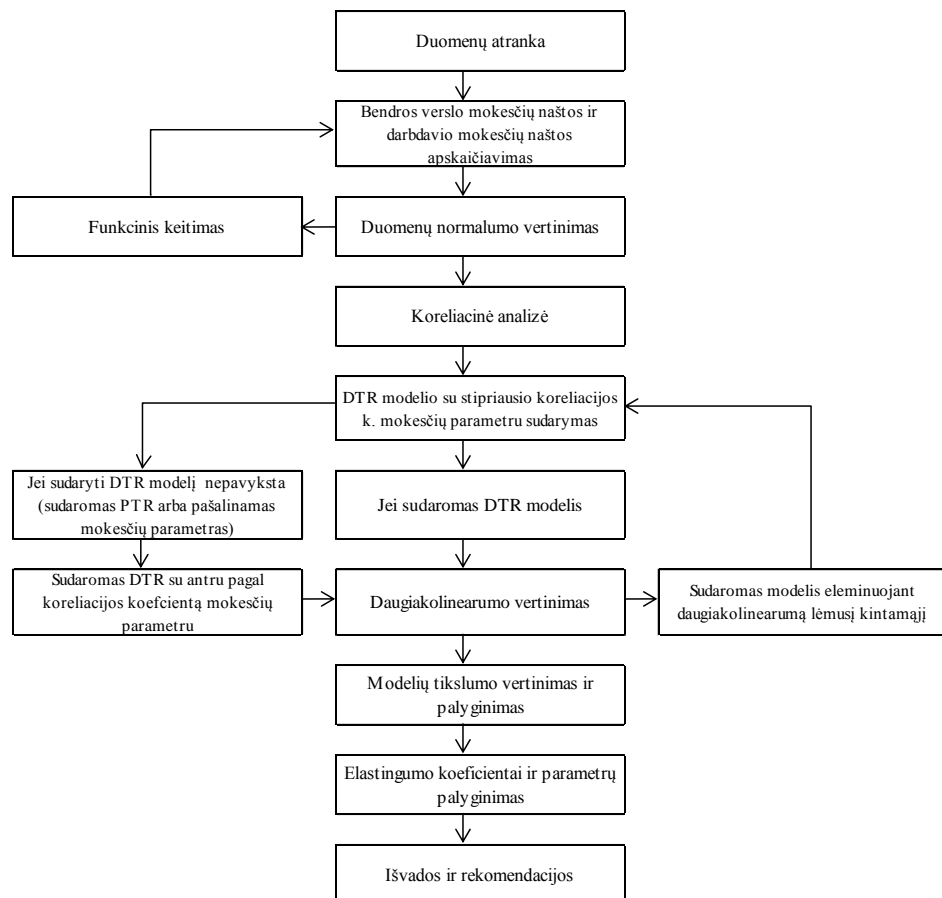 Duomenų atranka
Bendros verslo mokesčių naštos ir
darbdavio mokesčių naštos
apskaičiavimas
Funkcinis keitimas
Duomenų normalumo vertinimas
Koreliacinė analizė
DTR modelio su stipriausio koreliacijos
k. mokesčių parametru sudarymas
Jei sudaryti DTR modelį nepavyksta
(sudaromas PTR arba pašalinamas
mokesčių parametras)
Jei sudaromas DTR modelis
Sudaromas DTR su antru pagal
koreliacijos koefcientą mokesčių
parametru
Daugiakolinearumo vertinimas
Sudaromas modelis eleminuojant
daugiakolinearumą lėmusį kintamąjį
Modelių tikslumo vertinimas ir
palyginimas
Elastingumo koeficientai ir parametrų
palyginimas
Išvados ir rekomendacijos